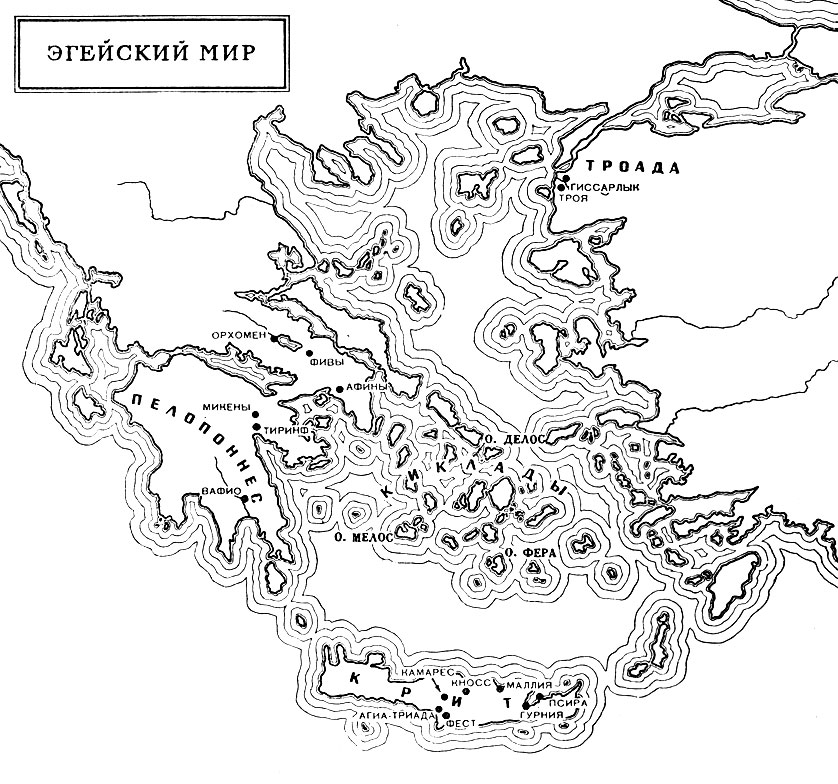 ЭГЕЙСКИЙ МИР
ТРОАДА
ГИССАРЛЫК
ТРОЯ
ОРХОМЕН
ФИВЫ
АФИНЫ
ПЕЛОПОННЕС
МИКЕНЫ
ТИРИНФ
О. ДЕЛОС
КИКЛАДЫ
ВАФИО
О. МЕЛОС
О. ФЕРА
КАМАРЕС
КРИТ
КНОСС
МАЛЛИЯ
ПСИРА
АГИА-ТРИАДА
ФЕСТ
ГУРНИЯ